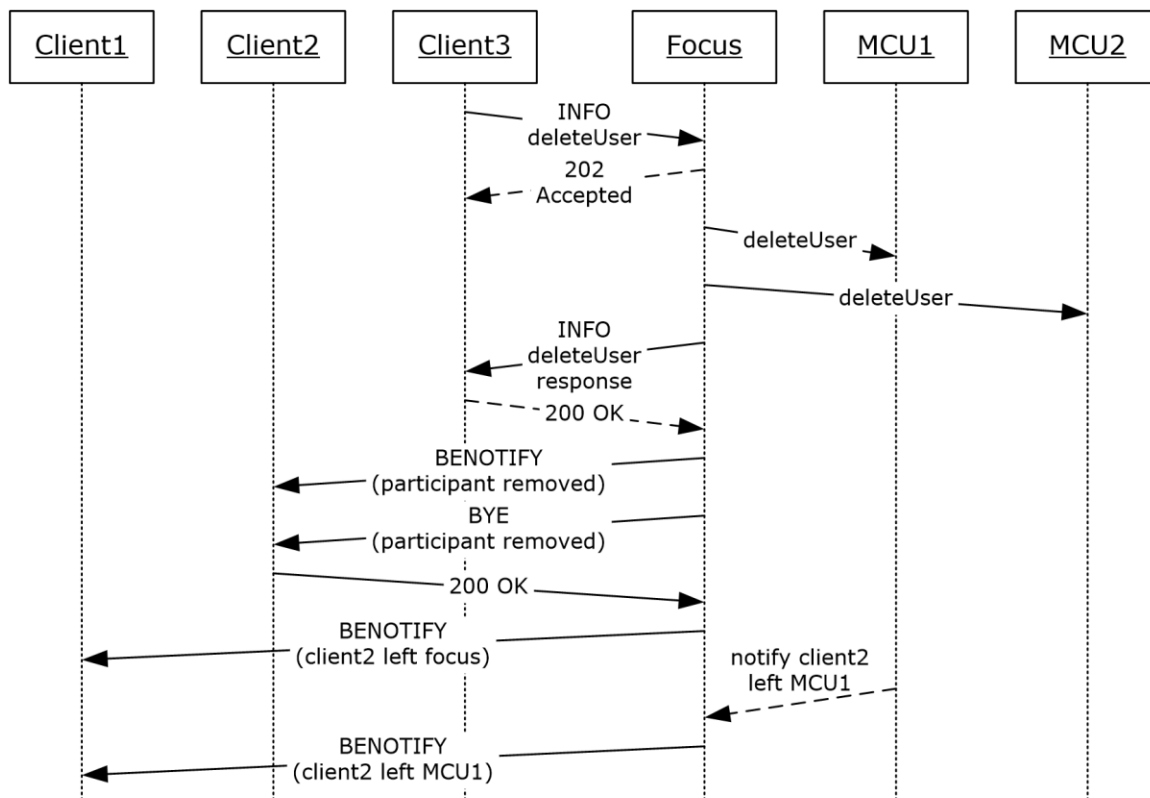 Client1
Client2
Client3
Focus
MCU1
MCU2
INFO
deleteUser
202
Accepted
deleteUser
deleteUser
INFO
deleteUser
response
200 OK
BENOTIFY
(participant removed)
BYE
(participant removed)
200 OK
BENOTIFY
(client2 left focus)
notify client2
left MCU1
BENOTIFY
(client2 left MCU1)